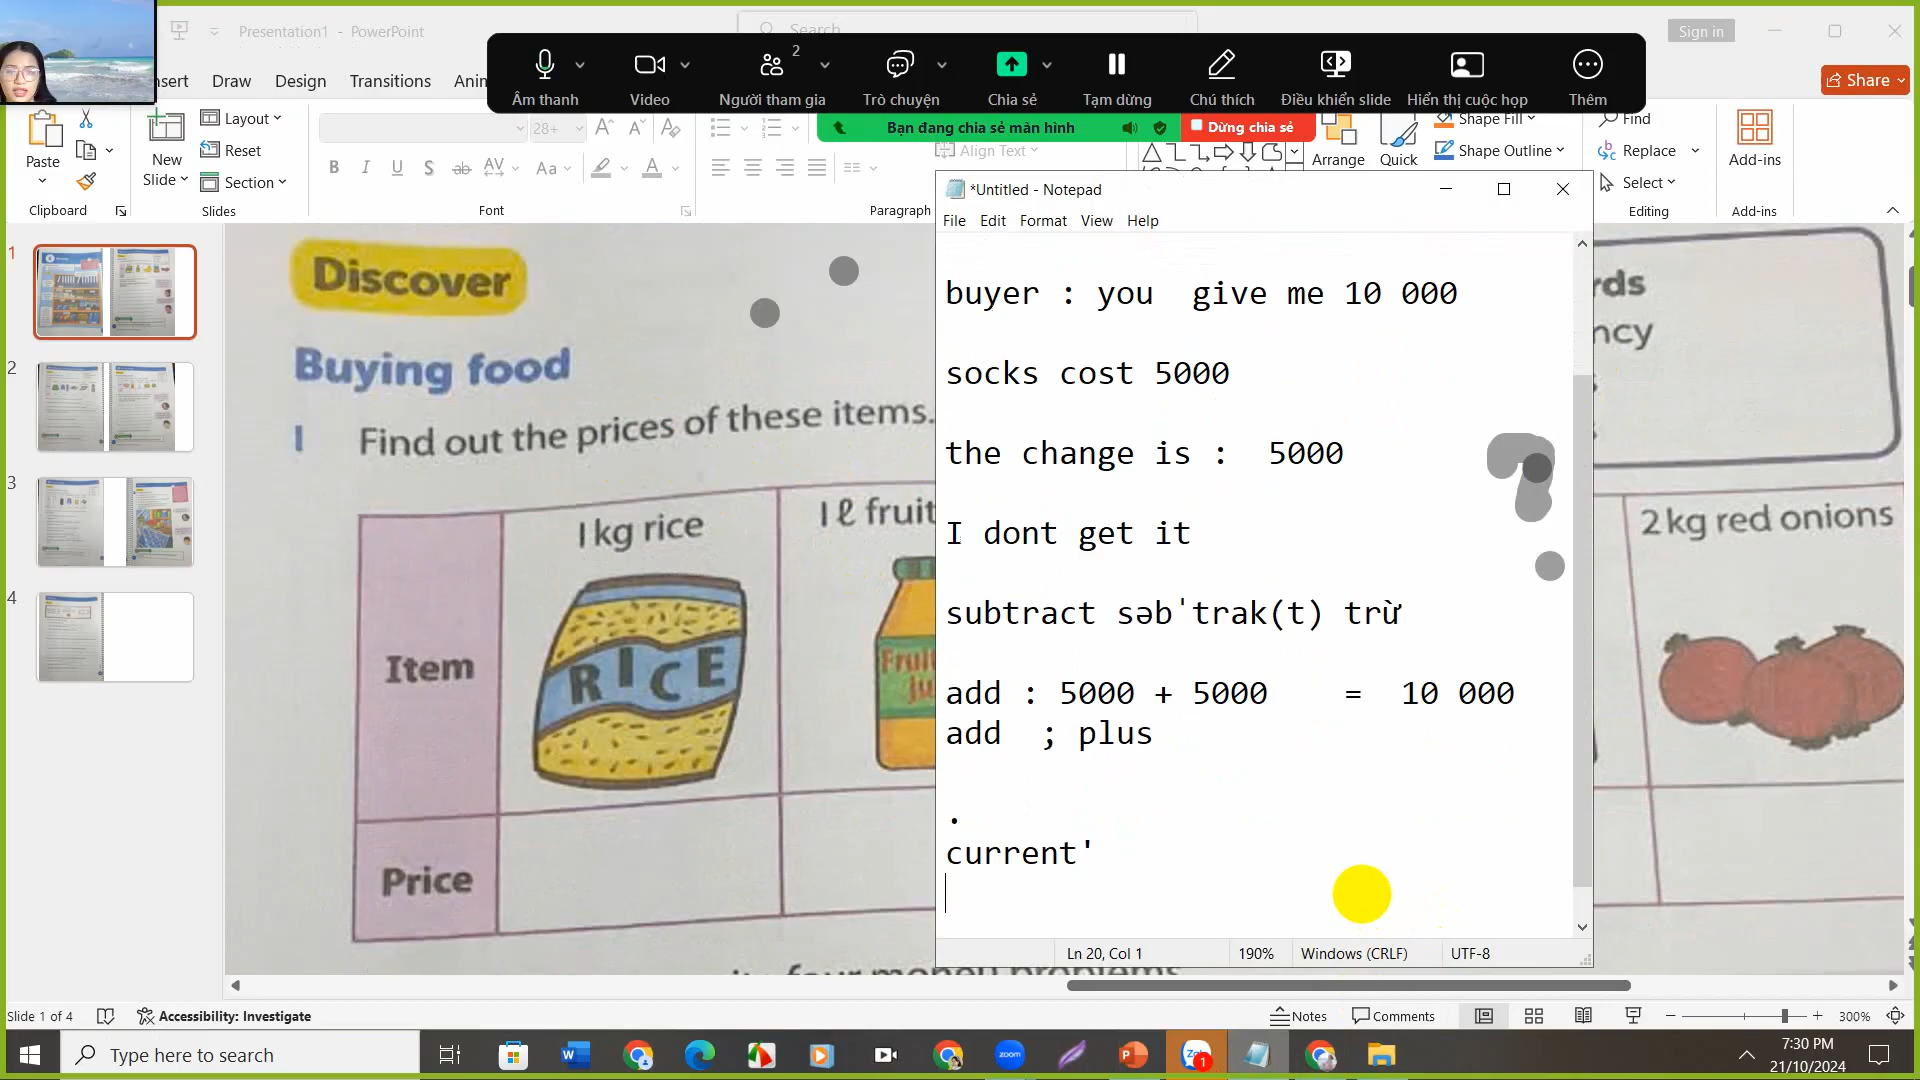 Presentation1 - PowerPoint
Search
Sign in
Draw
Design
Transitions
Share
2
Âm thanh
Video
Người tham gia
Trò chuyện
Chia sẻ
Tạm dừng
Chú thích
Điều khiển slide
Hiển thị cuộc họp
Thêm
Bạn đang chia sẻ màn hình
Dừng chia sẻ
Paste
New Slide
Layout
Reset
Section
28+
Align Text
Arrange
Quick
Shape Fill
Shape Outline
Find
Replace
Select
Add-ins
Clipboard
Slides
Font
Paragraph
Editing
Add-ins
1
2
3
4
Discover
Buying food
1 Find out the prices of these items.
Item
1 kg rice
RICE
2 kg red onions
Price
*Untitled - Notepad
File Edit Format View Help
buyer : you  give me 10 000
socks cost 5000
the change is :  5000
I dont get it
subtract səbˈtrak(t) trừ
add : 5000 + 5000    =  10 000
add  ; plus
.
current'
Ln 20, Col 1
190%
Windows (CRLF)
UTF-8
Slide 1 of 4
Accessibility: Investigate
Notes
Comments
300%
Type here to search
zoom
1
7:30 PM
21/10/2024